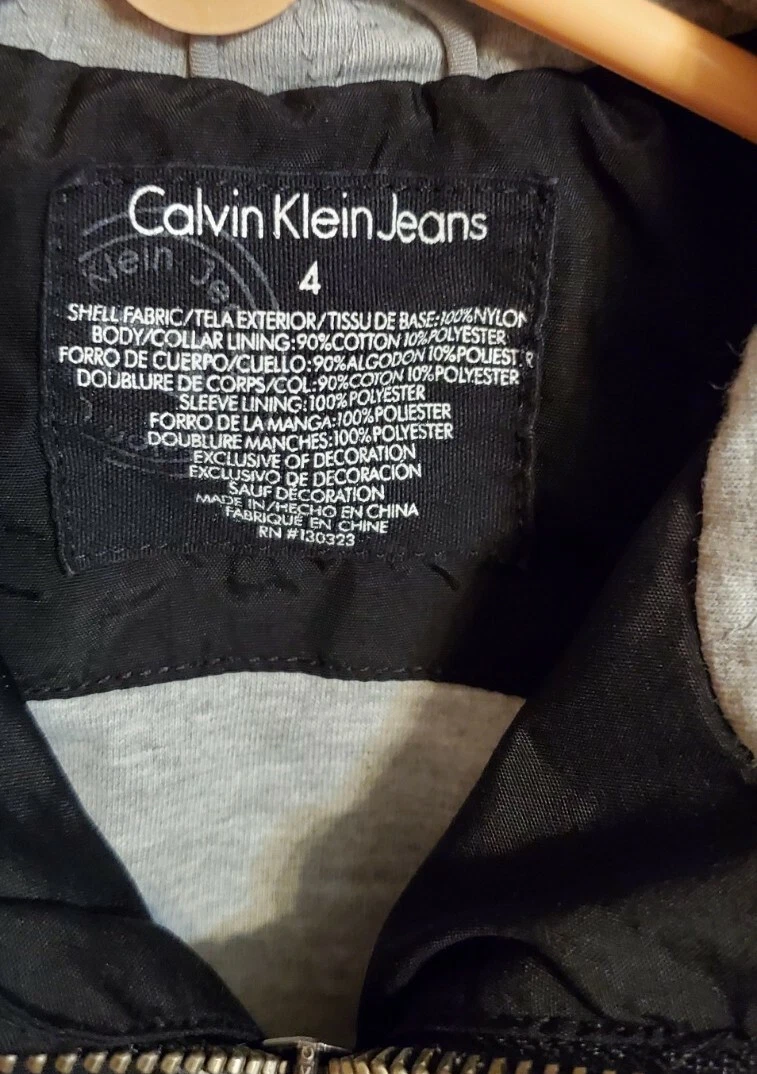 Calvin Klein Jeans
Klein Je
4
SHELL FABRIC/TELA EXTERIOR/TISSU DE BASE:100%NYLON
BODY/COLLAR LINING:90%COTTON 10%POLYESTER
FORRO DE CUERPO/CUELLO:90%ALGODON 10%POLIESTER
DOUBLURE DE CORPS/COL:90%COTON 10%POLYESTER
SLEEVE LINING:100%POLYESTER
FORRO DE LA MANGA:100%POLIESTER
DOUBLURE MANCHES:100%POLYESTER
EXCLUSIVE OF DECORATION
EXCLUSIVO DE DECORACIÓN
SAUF DÉCORATION
MADE IN/HECHO EN CHINA
FABRIQUÉ EN CHINE
RN #130323